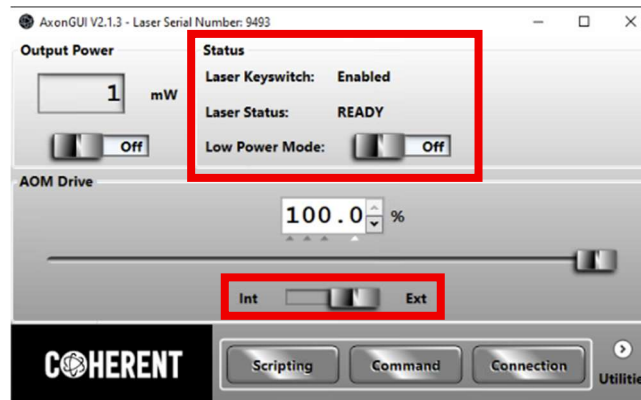 AxonGUI V2.1.3 - Laser Serial Number: 9493
Output Power
1 mW
Off
Status
Laser Keyswitch: Enabled
Laser Status: READY
Low Power Mode: Off
AOM Drive
100.0 %
Int Ext
COHERENT
Scripting Command Connection
Utilitie